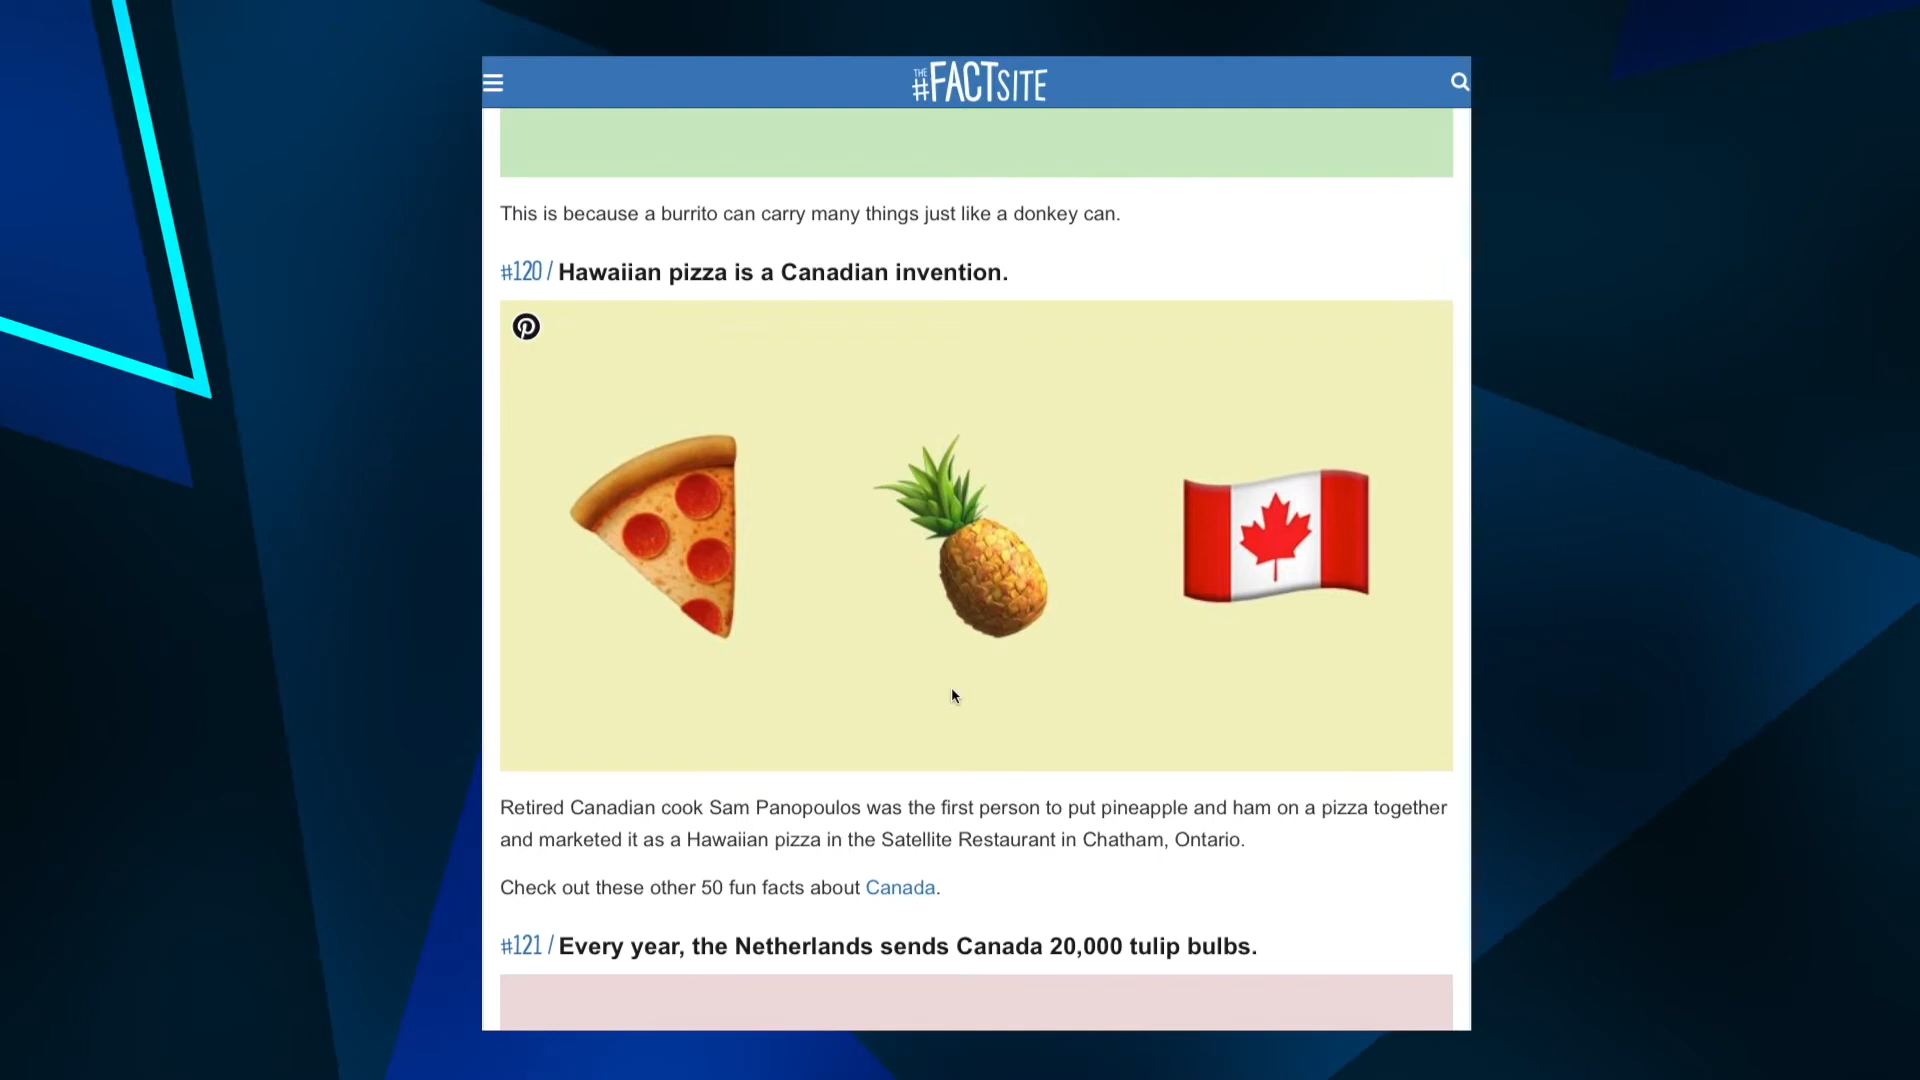 THE #FACTSITE
This is because a burrito can carry many things just like a donkey can.
#120 / Hawaiian pizza is a Canadian invention.
Retired Canadian cook Sam Panopoulos was the first person to put pineapple and ham on a pizza together
and marketed it as a Hawaiian pizza in the Satellite Restaurant in Chatham, Ontario.
Check out these other 50 fun facts about Canada.
#121 / Every year, the Netherlands sends Canada 20,000 tulip bulbs.